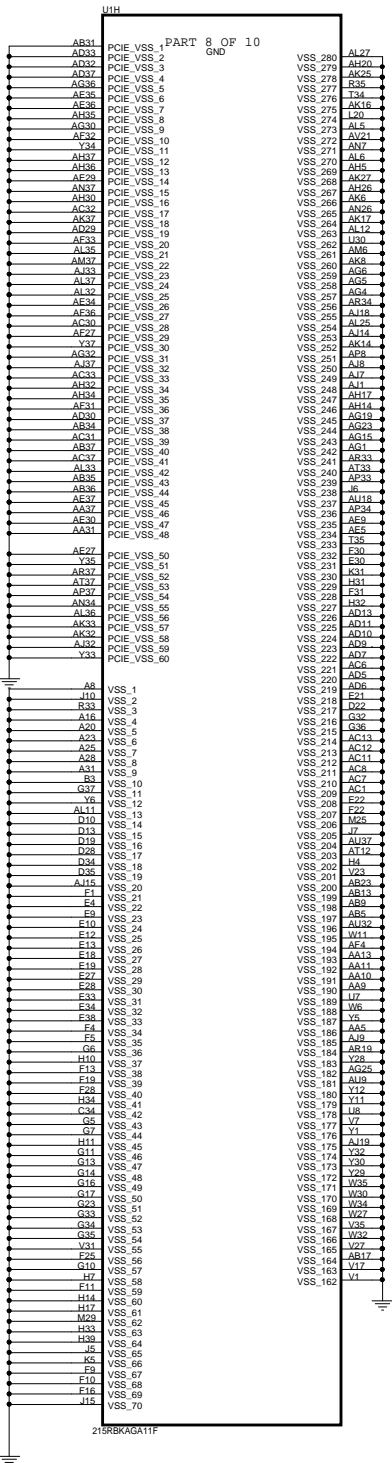 U1H
PART 8 OF 10
GND
AB31 PCIE_VSS_1
AD33 PCIE_VSS_2
AD32 PCIE_VSS_3
AD37 PCIE_VSS_4
AG36 PCIE_VSS_5
AE35 PCIE_VSS_6
AE36 PCIE_VSS_7
AH35 PCIE_VSS_8
AG30 PCIE_VSS_9
AF32 PCIE_VSS_10
Y34 PCIE_VSS_11
AH37 PCIE_VSS_12
AH36 PCIE_VSS_13
AE29 PCIE_VSS_14
AN37 PCIE_VSS_15
AH30 PCIE_VSS_16
AC32 PCIE_VSS_17
AK37 PCIE_VSS_18
AD29 PCIE_VSS_19
AF33 PCIE_VSS_20
AL35 PCIE_VSS_21
AM37 PCIE_VSS_22
AJ33 PCIE_VSS_23
AL37 PCIE_VSS_24
AL32 PCIE_VSS_25
AE34 PCIE_VSS_26
AF36 PCIE_VSS_27
AC30 PCIE_VSS_28
AF27 PCIE_VSS_29
Y37 PCIE_VSS_30
AG32 PCIE_VSS_31
AJ37 PCIE_VSS_32
AC33 PCIE_VSS_33
AH32 PCIE_VSS_34
AH34 PCIE_VSS_35
AF31 PCIE_VSS_36
AD30 PCIE_VSS_37
AB34 PCIE_VSS_38
AC31 PCIE_VSS_39
AB37 PCIE_VSS_40
AC37 PCIE_VSS_41
AL33 PCIE_VSS_42
AB35 PCIE_VSS_43
AB36 PCIE_VSS_44
AE37 PCIE_VSS_45
AA37 PCIE_VSS_46
AE30 PCIE_VSS_47
AA31 PCIE_VSS_48
AE27 PCIE_VSS_50
Y35 PCIE_VSS_51
AR37 PCIE_VSS_52
AT37 PCIE_VSS_53
AP37 PCIE_VSS_54
AN34 PCIE_VSS_55
AL36 PCIE_VSS_56
AK33 PCIE_VSS_57
AK32 PCIE_VSS_58
AJ32 PCIE_VSS_59
Y33 PCIE_VSS_60
A8 VSS_1
J10 VSS_2
R33 VSS_3
A16 VSS_4
A20 VSS_5
A23 VSS_6
A25 VSS_7
A28 VSS_8
A31 VSS_9
B3 VSS_10
G37 VSS_11
Y6 VSS_12
AL11 VSS_13
D10 VSS_14
D13 VSS_15
D19 VSS_16
D28 VSS_17
D34 VSS_18
D35 VSS_19
AJ15 VSS_20
F1 VSS_21
E4 VSS_22
E9 VSS_23
E10 VSS_24
E12 VSS_25
E13 VSS_26
E18 VSS_27
E19 VSS_28
E27 VSS_29
E28 VSS_30
F33 VSS_31
E34 VSS_32
F38 VSS_33
F4 VSS_34
F5 VSS_35
G6 VSS_36
H10 VSS_37
F13 VSS_38
F19 VSS_39
F28 VSS_40
H34 VSS_41
C34 VSS_42
G5 VSS_43
G7 VSS_44
H11 VSS_45
G11 VSS_46
G13 VSS_47
G14 VSS_48
G16 VSS_49
G17 VSS_50
G23 VSS_51
G33 VSS_52
G34 VSS_53
G35 VSS_54
V31 VSS_55
F25 VSS_56
G10 VSS_57
H7 VSS_58
F11 VSS_59
H14 VSS_60
H17 VSS_61
M29 VSS_62
H33 VSS_63
H39 VSS_64
J5 VSS_65
K5 VSS_66
F9 VSS_67
F10 VSS_68
F16 VSS_69
J15 VSS_70
VSS_280 AL27
VSS_279 AH20
VSS_278 AK25
VSS_277 R35
VSS_276 T34
VSS_275 AK16
VSS_274 L20
VSS_273 AL5
VSS_272 AV21
VSS_271 AN7
VSS_270 AL6
VSS_269 AH5
VSS_268 AK27
VSS_267 AH26
VSS_266 AK6
VSS_265 AN26
VSS_264 AK17
VSS_263 AL12
VSS_262 U30
VSS_261 AM6
VSS_260 AK8
VSS_259 AG6
VSS_258 AG5
VSS_257 AG4
VSS_256 AR34
VSS_255 AJ18
VSS_254 AL25
VSS_253 AJ14
VSS_252 AK14
VSS_251 AP8
VSS_250 AJ8
VSS_249 AJ7
VSS_248 AJ1
VSS_247 AH17
VSS_246 AH14
VSS_245 AG19
VSS_244 AG23
VSS_243 AG15
VSS_242 AG1
VSS_241 AR33
VSS_240 AT33
VSS_239 AP33
VSS_238 J6
VSS_237 AU18
VSS_236 AP34
VSS_235 AE9
VSS_234 AE5
VSS_233 T35
VSS_232 F30
VSS_231 E30
VSS_230 K31
VSS_229 H31
VSS_228 F31
VSS_227 H32
VSS_226 AD13
VSS_225 AD11
VSS_224 AD10
VSS_223 AD9
VSS_222 AD7
VSS_221 AC6
VSS_220 AD5
VSS_219 AD6
VSS_218 E21
VSS_217 D22
VSS_216 G32
VSS_215 G36
VSS_214 AC13
VSS_213 AC12
VSS_212 AC11
VSS_211 AC8
VSS_210 AC7
VSS_209 AC1
VSS_208 E22
VSS_207 F22
VSS_206 M25
VSS_205 J7
VSS_204 AU37
VSS_203 AT12
VSS_202 H4
VSS_201 V23
VSS_200 AB23
VSS_199 AB13
VSS_198 AB9
VSS_197 AB5
VSS_196 AU32
VSS_195 W11
VSS_194 AF4
VSS_193 AA13
VSS_192 AA11
VSS_191 AA10
VSS_190 AA9
VSS_189 U7
VSS_188 W6
VSS_187 Y5
VSS_186 AA5
VSS_185 AJ9
VSS_184 AR19
VSS_183 Y28
VSS_182 AG25
VSS_181 AU9
VSS_180 Y12
VSS_179 Y11
VSS_178 U8
VSS_177 V7
VSS_176 Y1
VSS_175 AJ19
VSS_174 Y32
VSS_173 Y30
VSS_172 Y29
VSS_171 W35
VSS_170 W30
VSS_169 W34
VSS_168 W27
VSS_167 V35
VSS_166 W32
VSS_165 V27
VSS_164 AB17
VSS_163 V17
VSS_162 V1
215RBKAGA11F